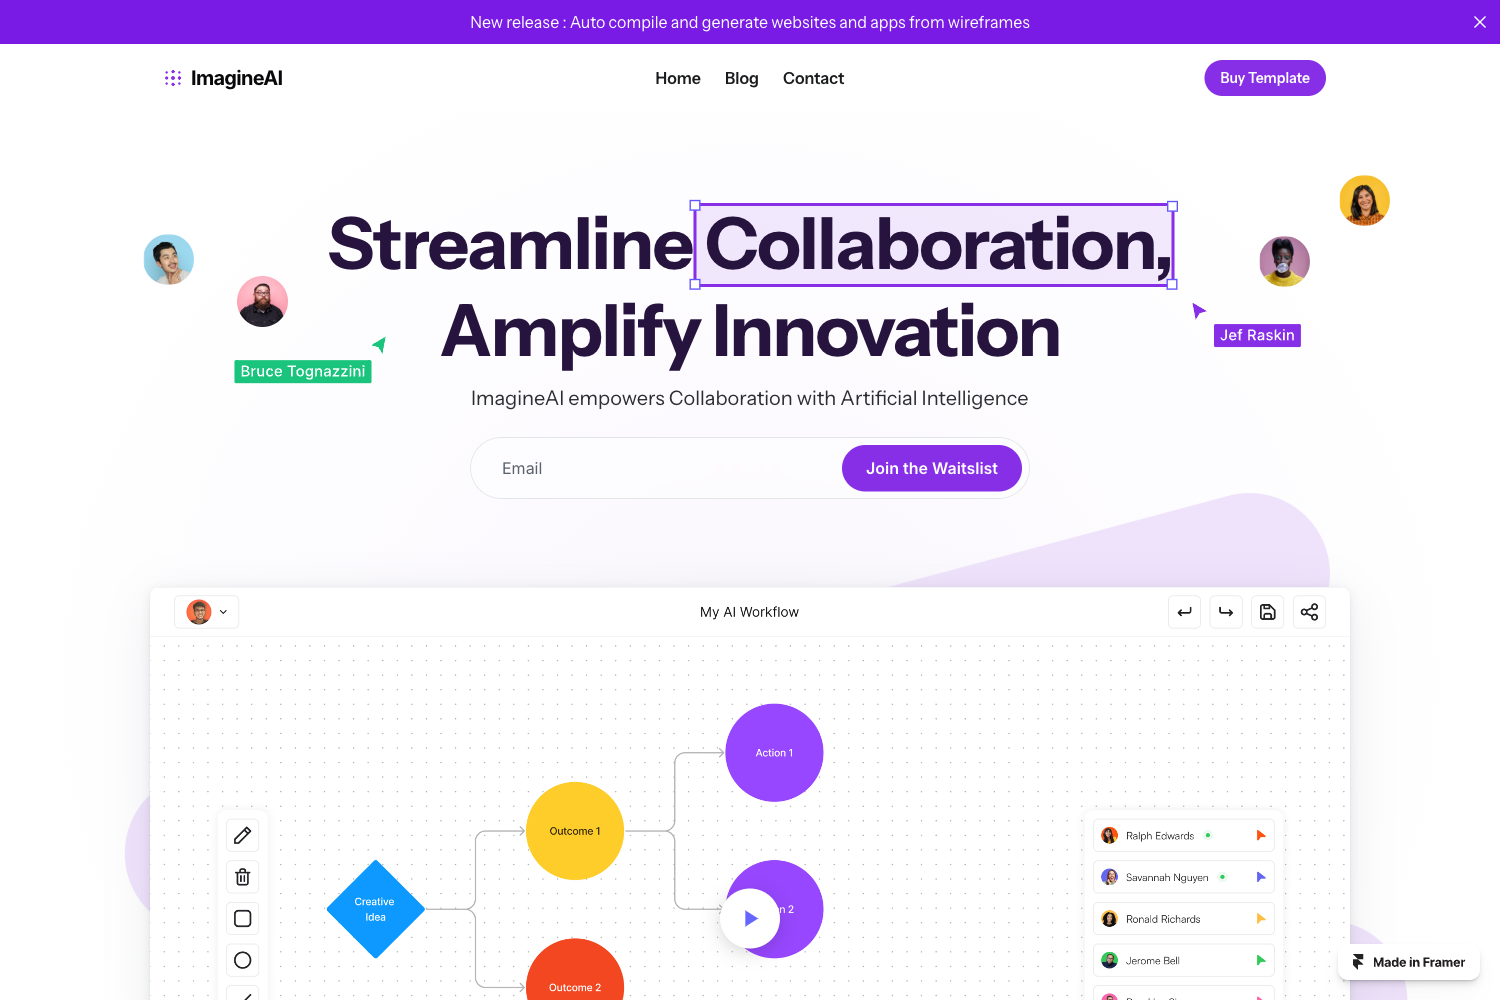 New release : Auto compile and generate websites and apps from wireframes
ImagineAI
Home
Blog
Contact
Buy Template
Streamline Collaboration,
Amplify Innovation
Bruce Tognazzini
Jef Raskin
ImagineAI empowers Collaboration with Artificial Intelligence
Email
Join the Waitslist
My AI Workflow
Action 1
Outcome 1
Creative
Idea
n 2
Outcome 2
Ralph Edwards
Savannah Nguyen
Ronald Richards
Jerome Bell
Made in Framer